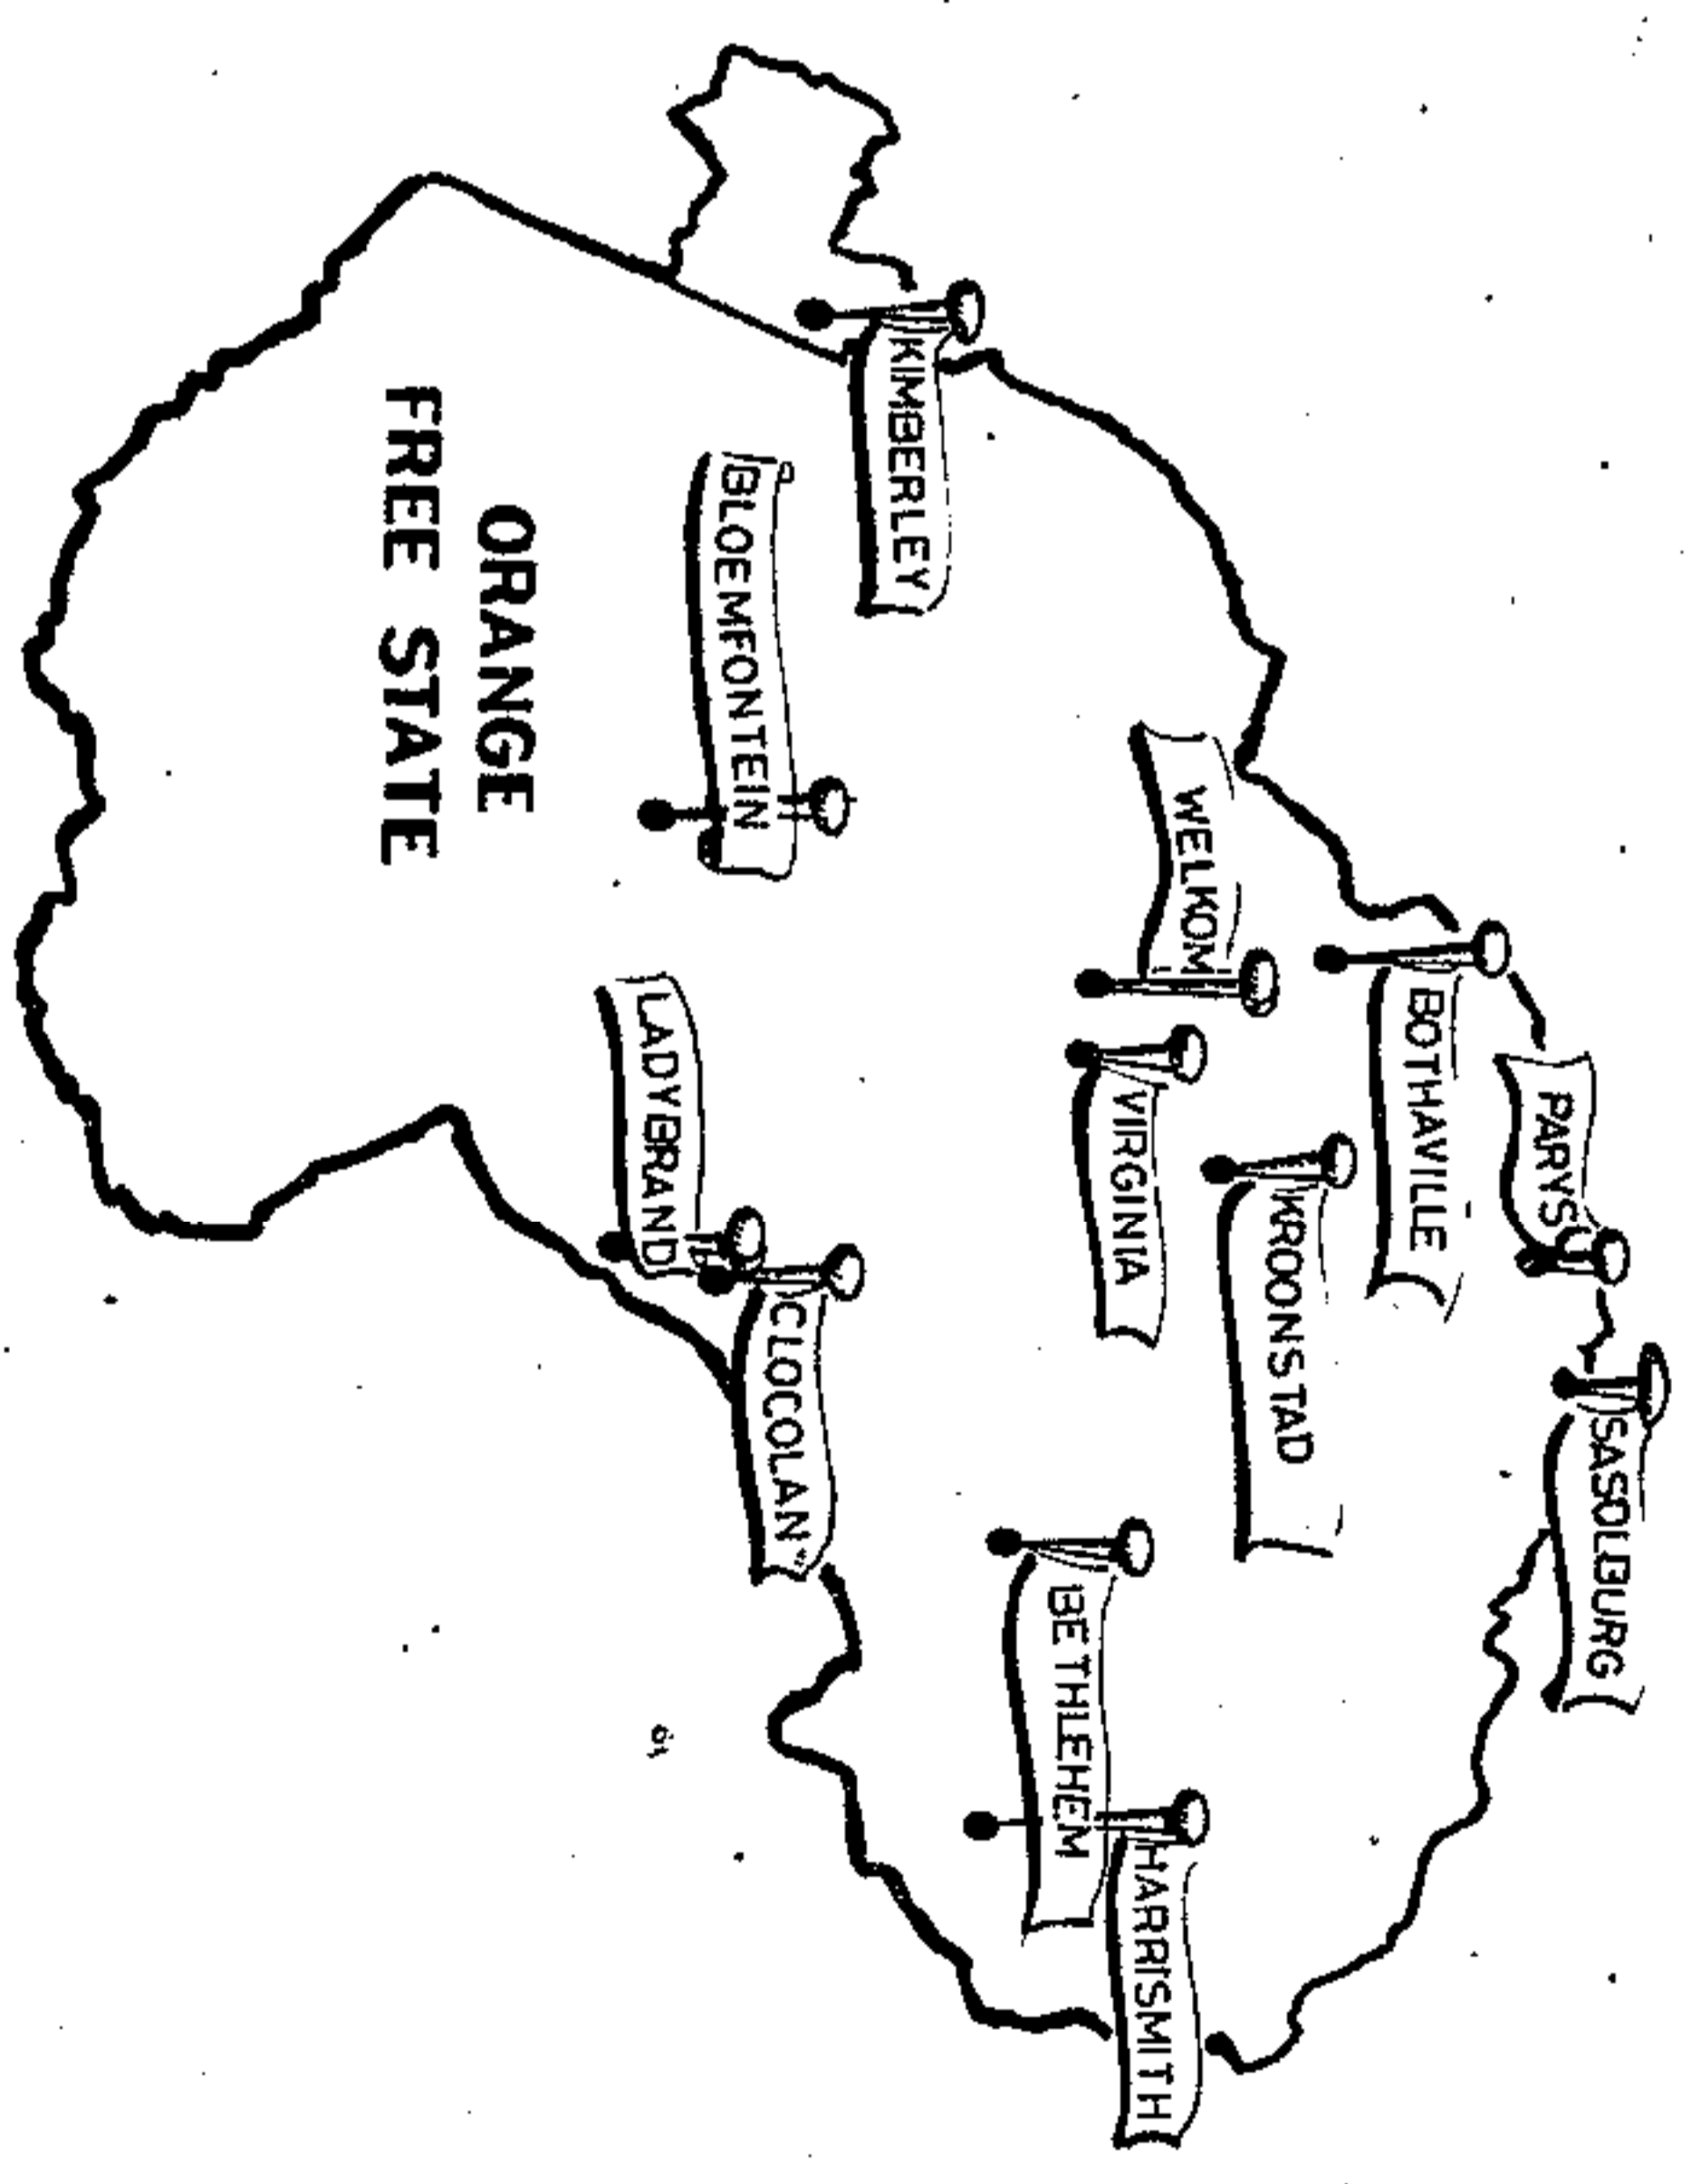 SASOLBURG
PARYS
BOTHAVILLE
KROONSTAD
WELKOM
VIRGINIA
HARRISMITH
BETHLEHEM
KIMBERLEY
CLOCOLAN
BLOEMFONTEIN
LADYBRAND
ORANGE
FREE STATE